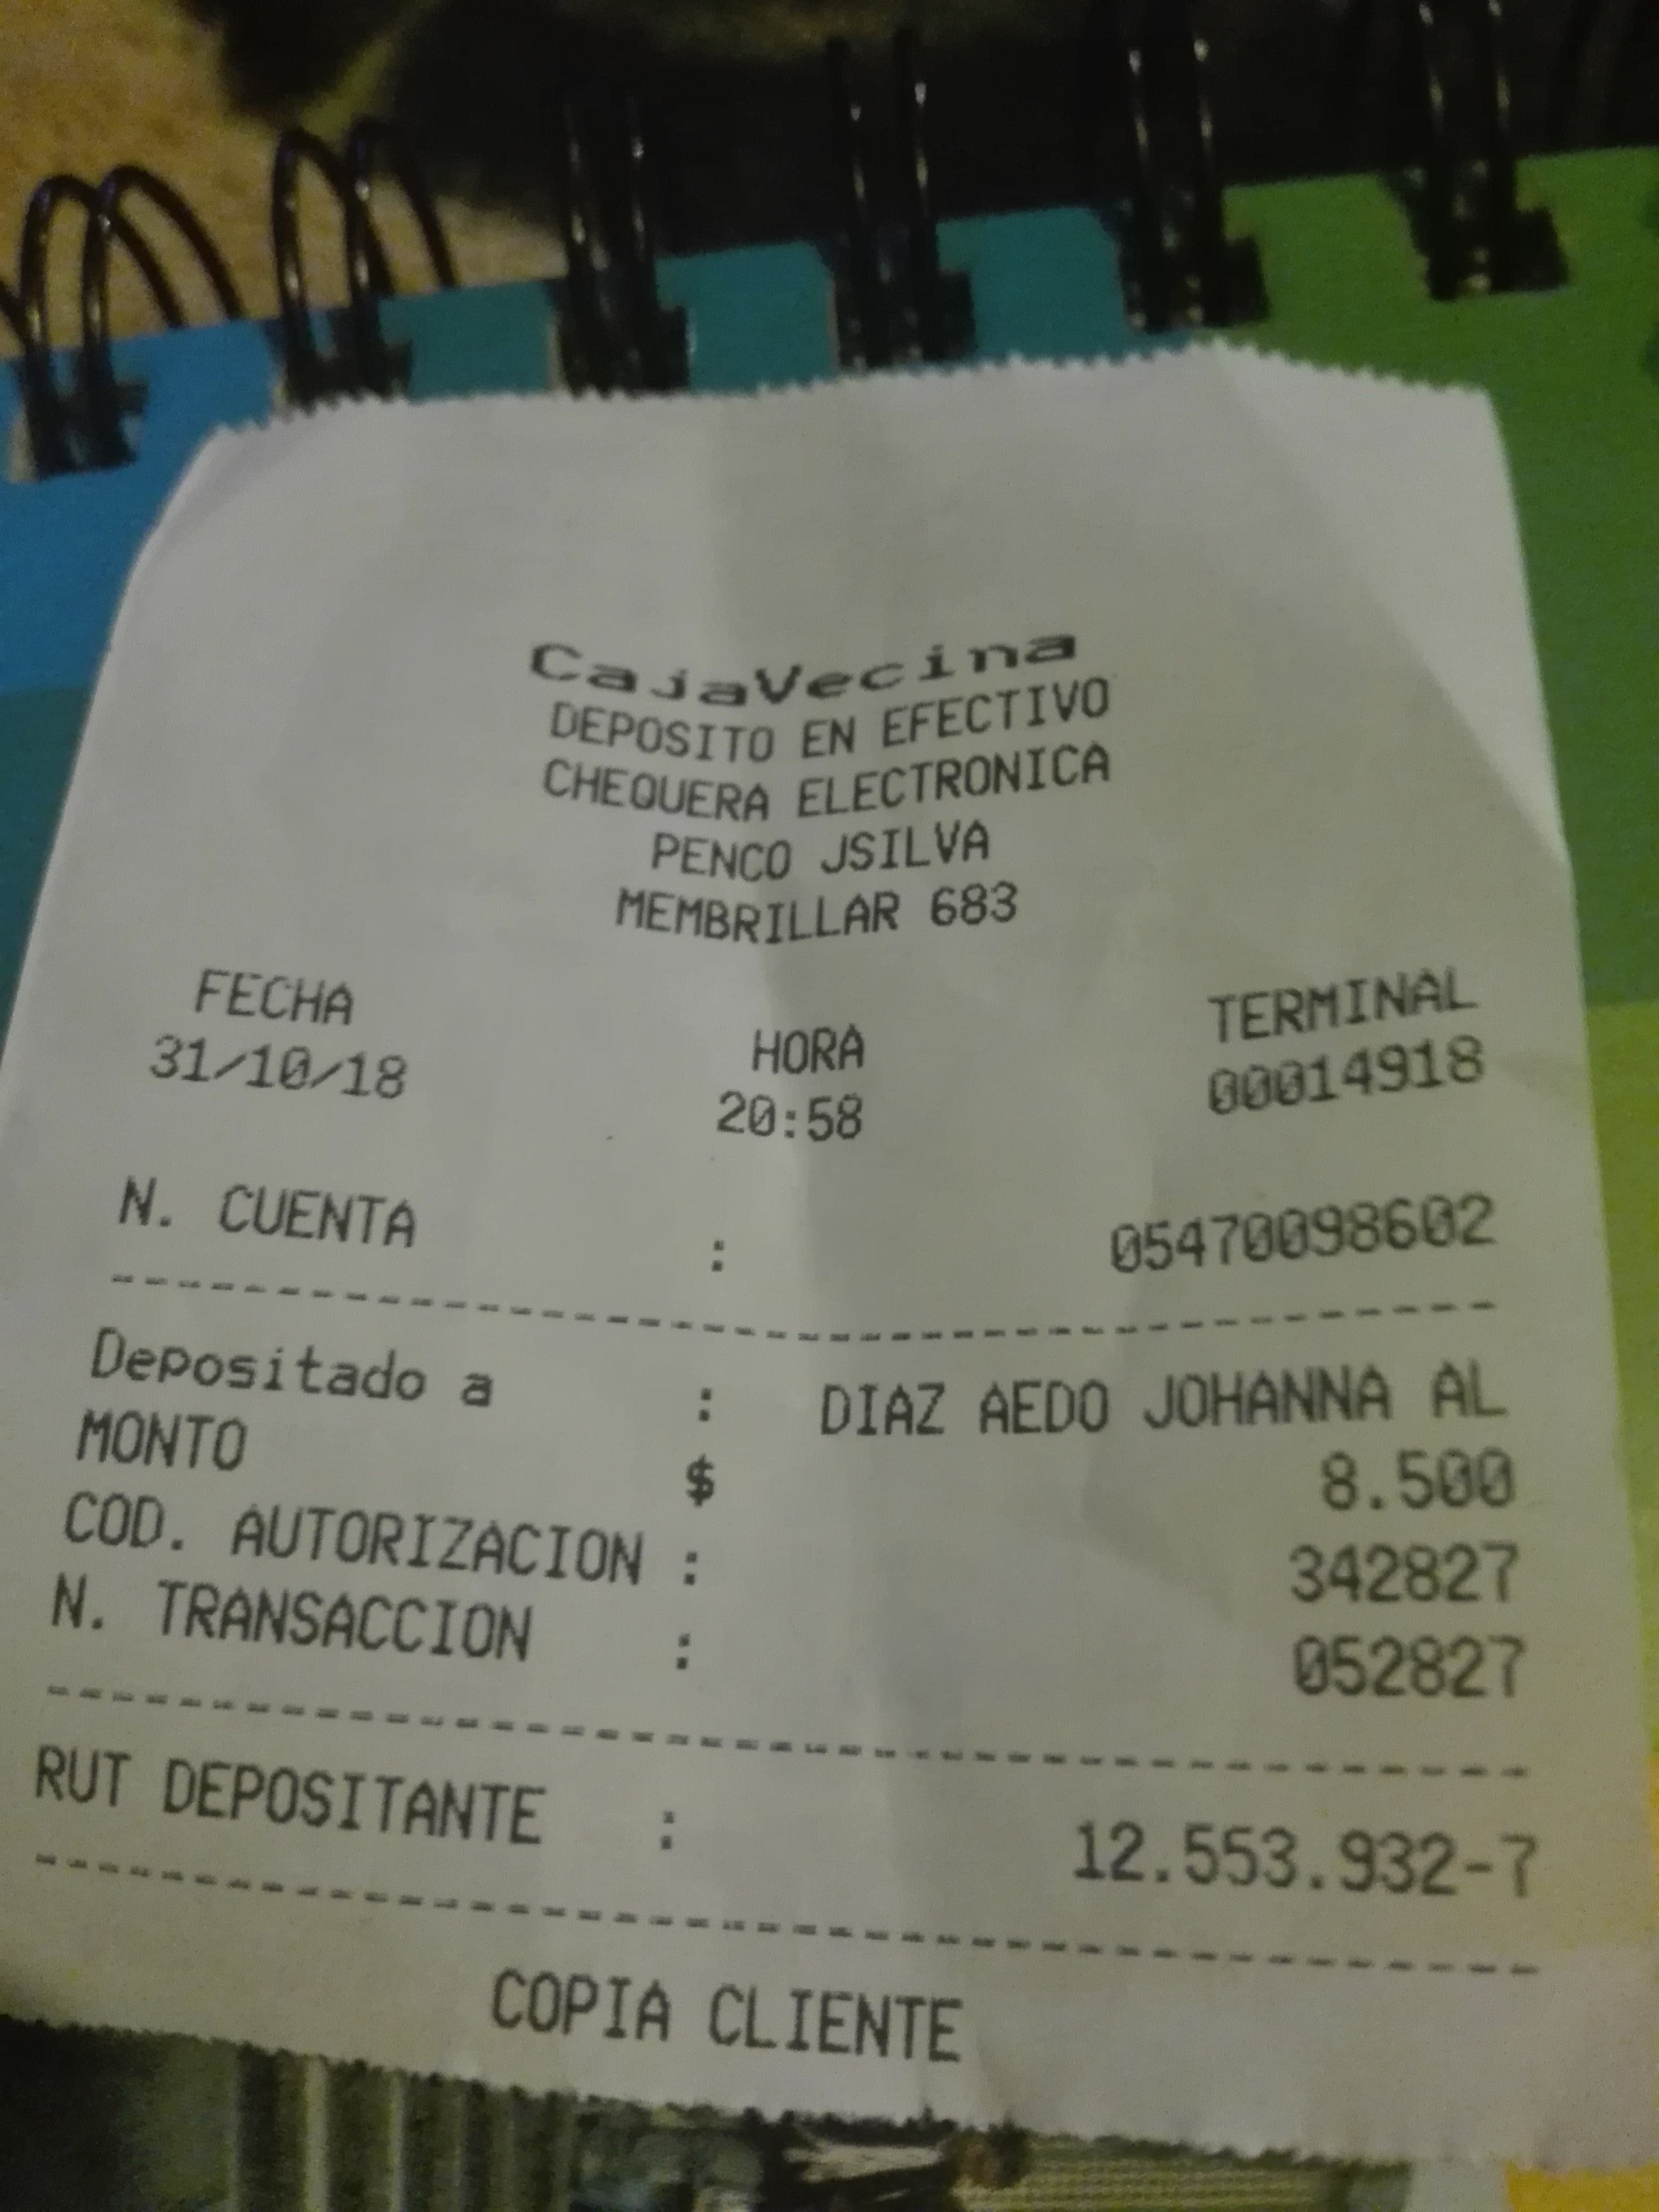 CajaVecina
DEPOSITO EN EFECTIVO
CHEQUERA ELECTRONICA
PENCO JSILVA
MEMBRILLAR 683
FECHA HORA TERMINAL
31/10/18 20:58 00014918
N. CUENTA : 05470098602
Depositado a : DIAZ AEDO JOHANNA AL
MONTO $ 8.500
COD. AUTORIZACION : 342827
N. TRANSACCION : 052827
RUT DEPOSITANTE : 12.553.932-7
COPIA CLIENTE